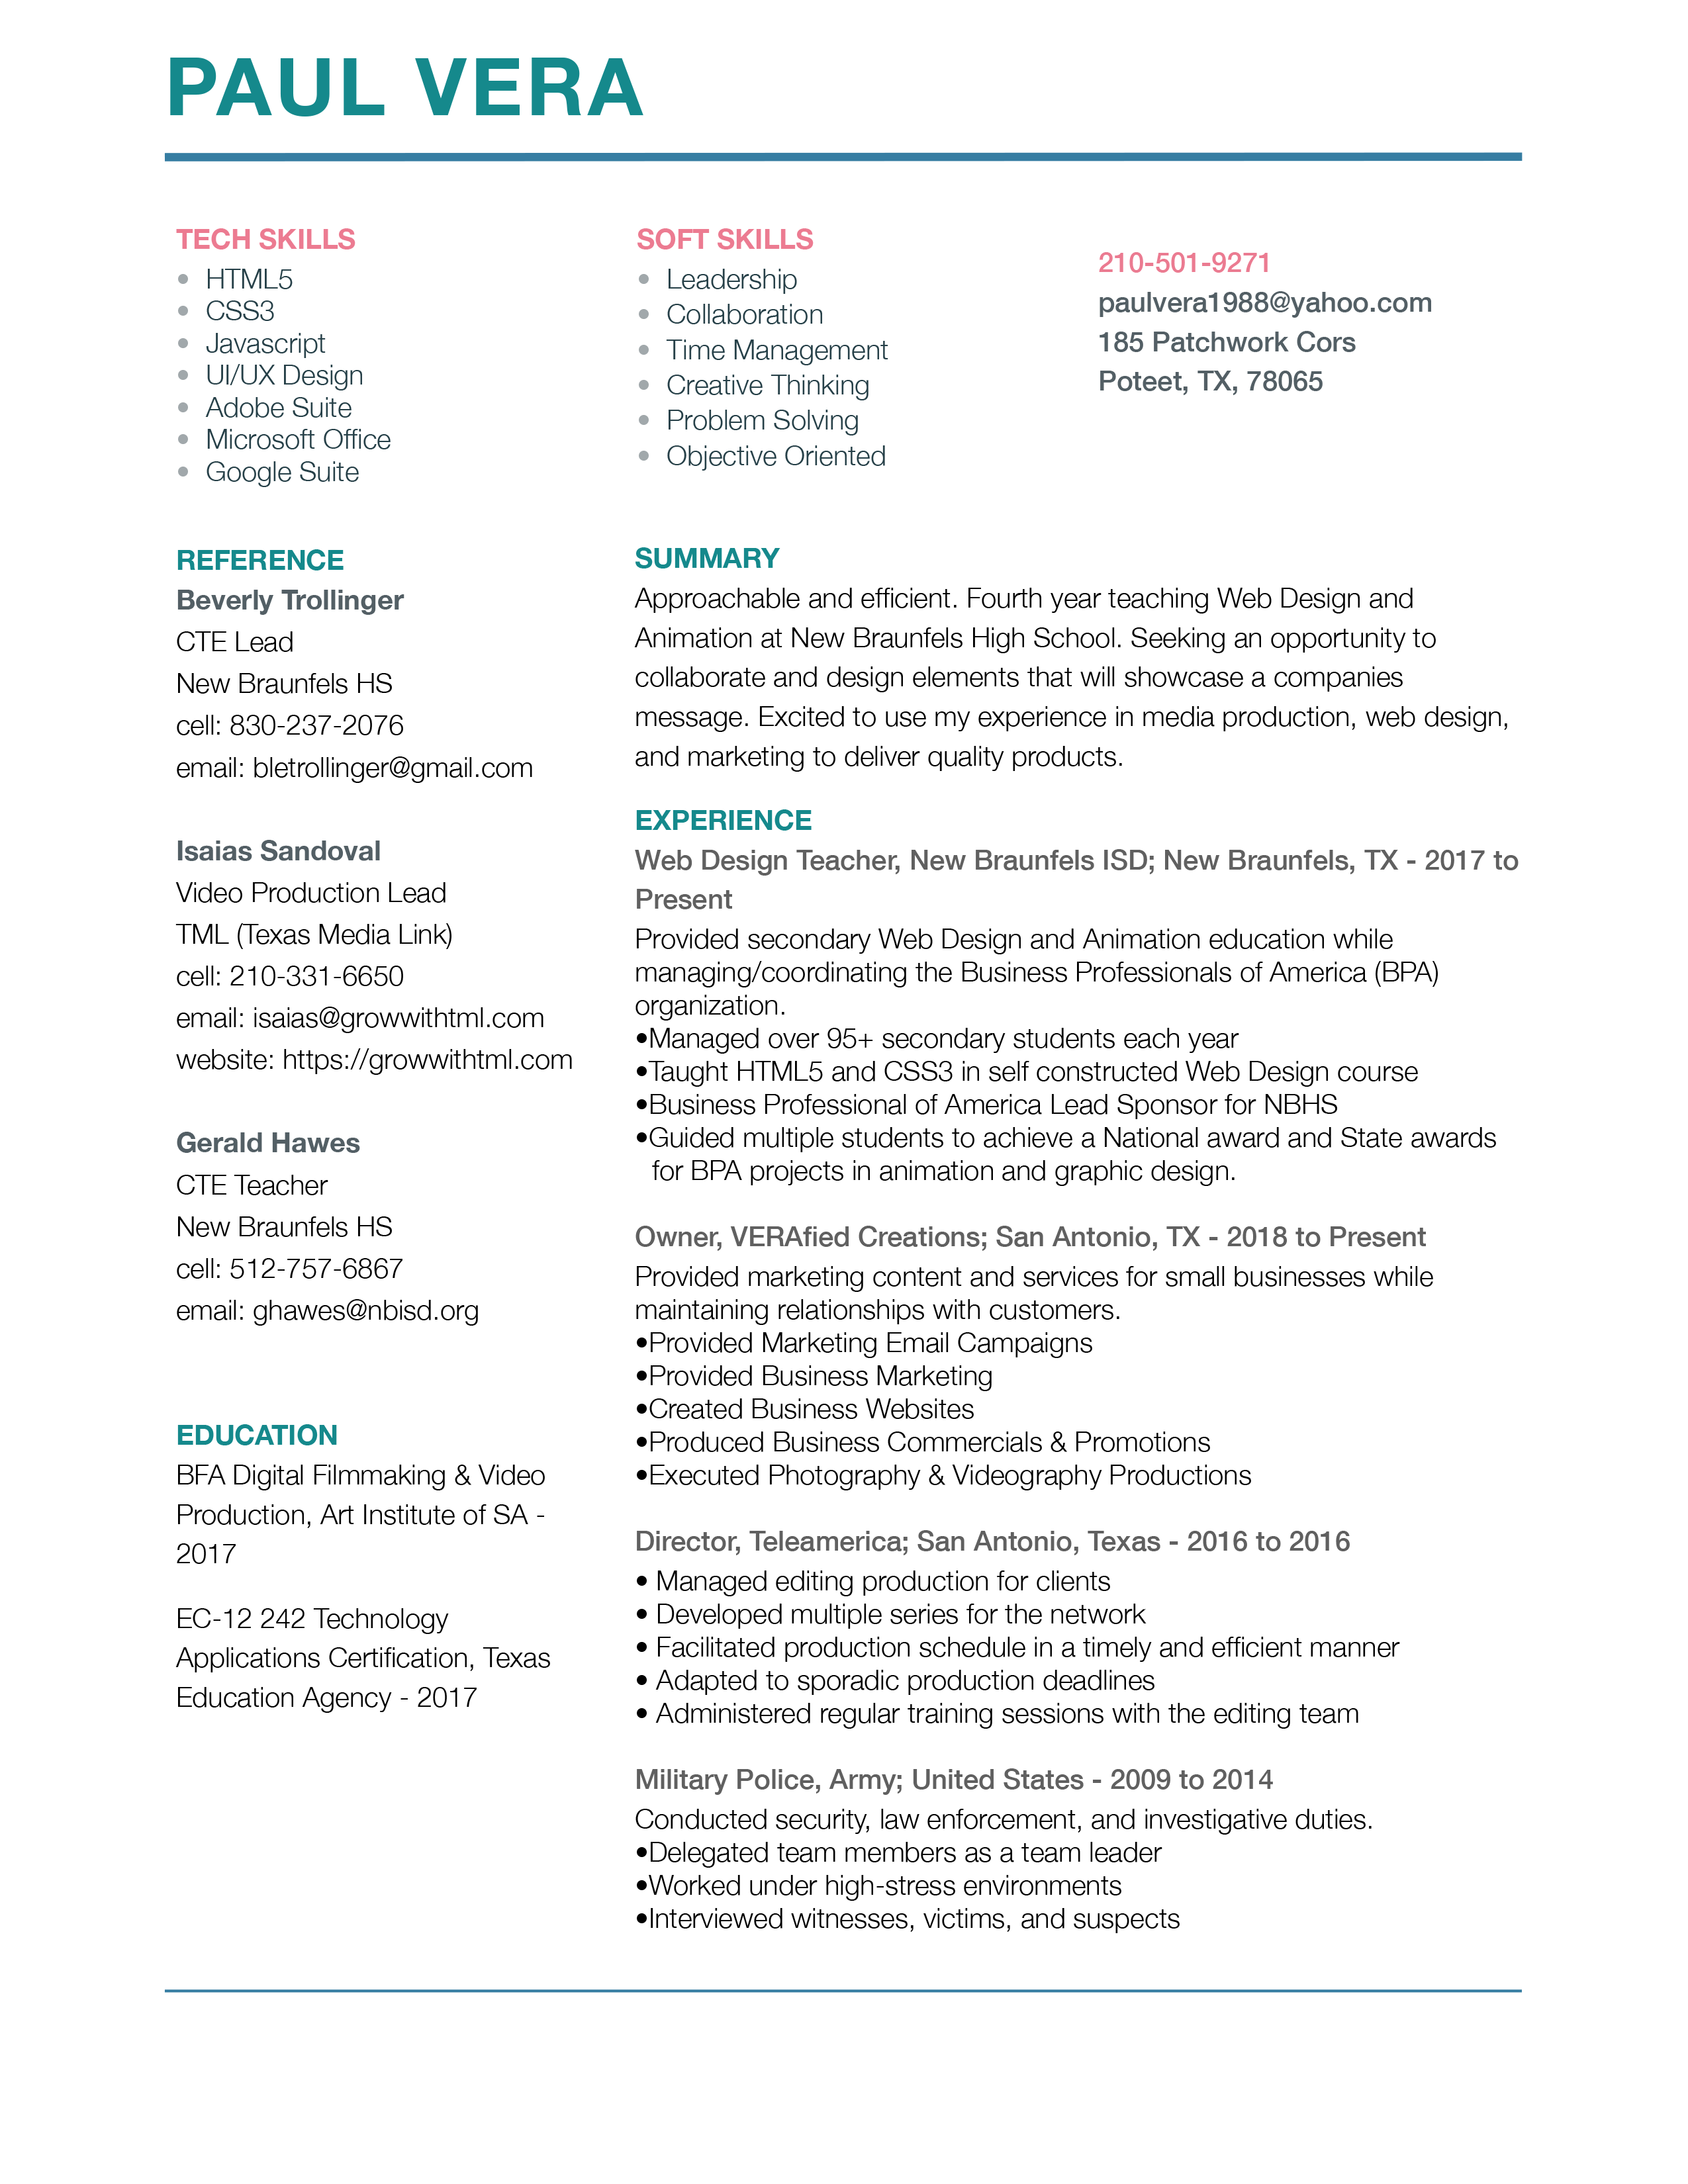 PAUL VERA
TECH SKILLS
• HTML5
• CSS3
• Javascript
• UI/UX Design
• Adobe Suite
• Microsoft Office
• Google Suite
SOFT SKILLS
• Leadership
• Collaboration
• Time Management
• Creative Thinking
• Problem Solving
• Objective Oriented
210-501-9271
paulvera1988@yahoo.com
185 Patchwork Cors
Poteet, TX, 78065
REFERENCE
Beverly Trollinger
CTE Lead
New Braunfels HS
cell: 830-237-2076
email: bletrollinger@gmail.com
Isaias Sandoval
Video Production Lead
TML (Texas Media Link)
cell: 210-331-6650
email: isaias@growwithtml.com
website: https://growwithtml.com
Gerald Hawes
CTE Teacher
New Braunfels HS
cell: 512-757-6867
email: ghawes@nbisd.org
EDUCATION
BFA Digital Filmmaking & Video
Production, Art Institute of SA -
2017
EC-12 242 Technology
Applications Certification, Texas
Education Agency - 2017
SUMMARY
Approachable and efficient. Fourth year teaching Web Design and
Animation at New Braunfels High School. Seeking an opportunity to
collaborate and design elements that will showcase a companies
message. Excited to use my experience in media production, web design,
and marketing to deliver quality products.
EXPERIENCE
Web Design Teacher, New Braunfels ISD; New Braunfels, TX - 2017 to
Present
Provided secondary Web Design and Animation education while
managing/coordinating the Business Professionals of America (BPA)
organization.
•Managed over 95+ secondary students each year
•Taught HTML5 and CSS3 in self constructed Web Design course
•Business Professional of America Lead Sponsor for NBHS
•Guided multiple students to achieve a National award and State awards
for BPA projects in animation and graphic design.
Owner, VERAfied Creations; San Antonio, TX - 2018 to Present
Provided marketing content and services for small businesses while
maintaining relationships with customers.
•Provided Marketing Email Campaigns
•Provided Business Marketing
•Created Business Websites
•Produced Business Commercials & Promotions
•Executed Photography & Videography Productions
Director, Teleamerica; San Antonio, Texas - 2016 to 2016
• Managed editing production for clients
• Developed multiple series for the network
• Facilitated production schedule in a timely and efficient manner
• Adapted to sporadic production deadlines
• Administered regular training sessions with the editing team
Military Police, Army; United States - 2009 to 2014
Conducted security, law enforcement, and investigative duties.
•Delegated team members as a team leader
•Worked under high-stress environments
•Interviewed witnesses, victims, and suspects